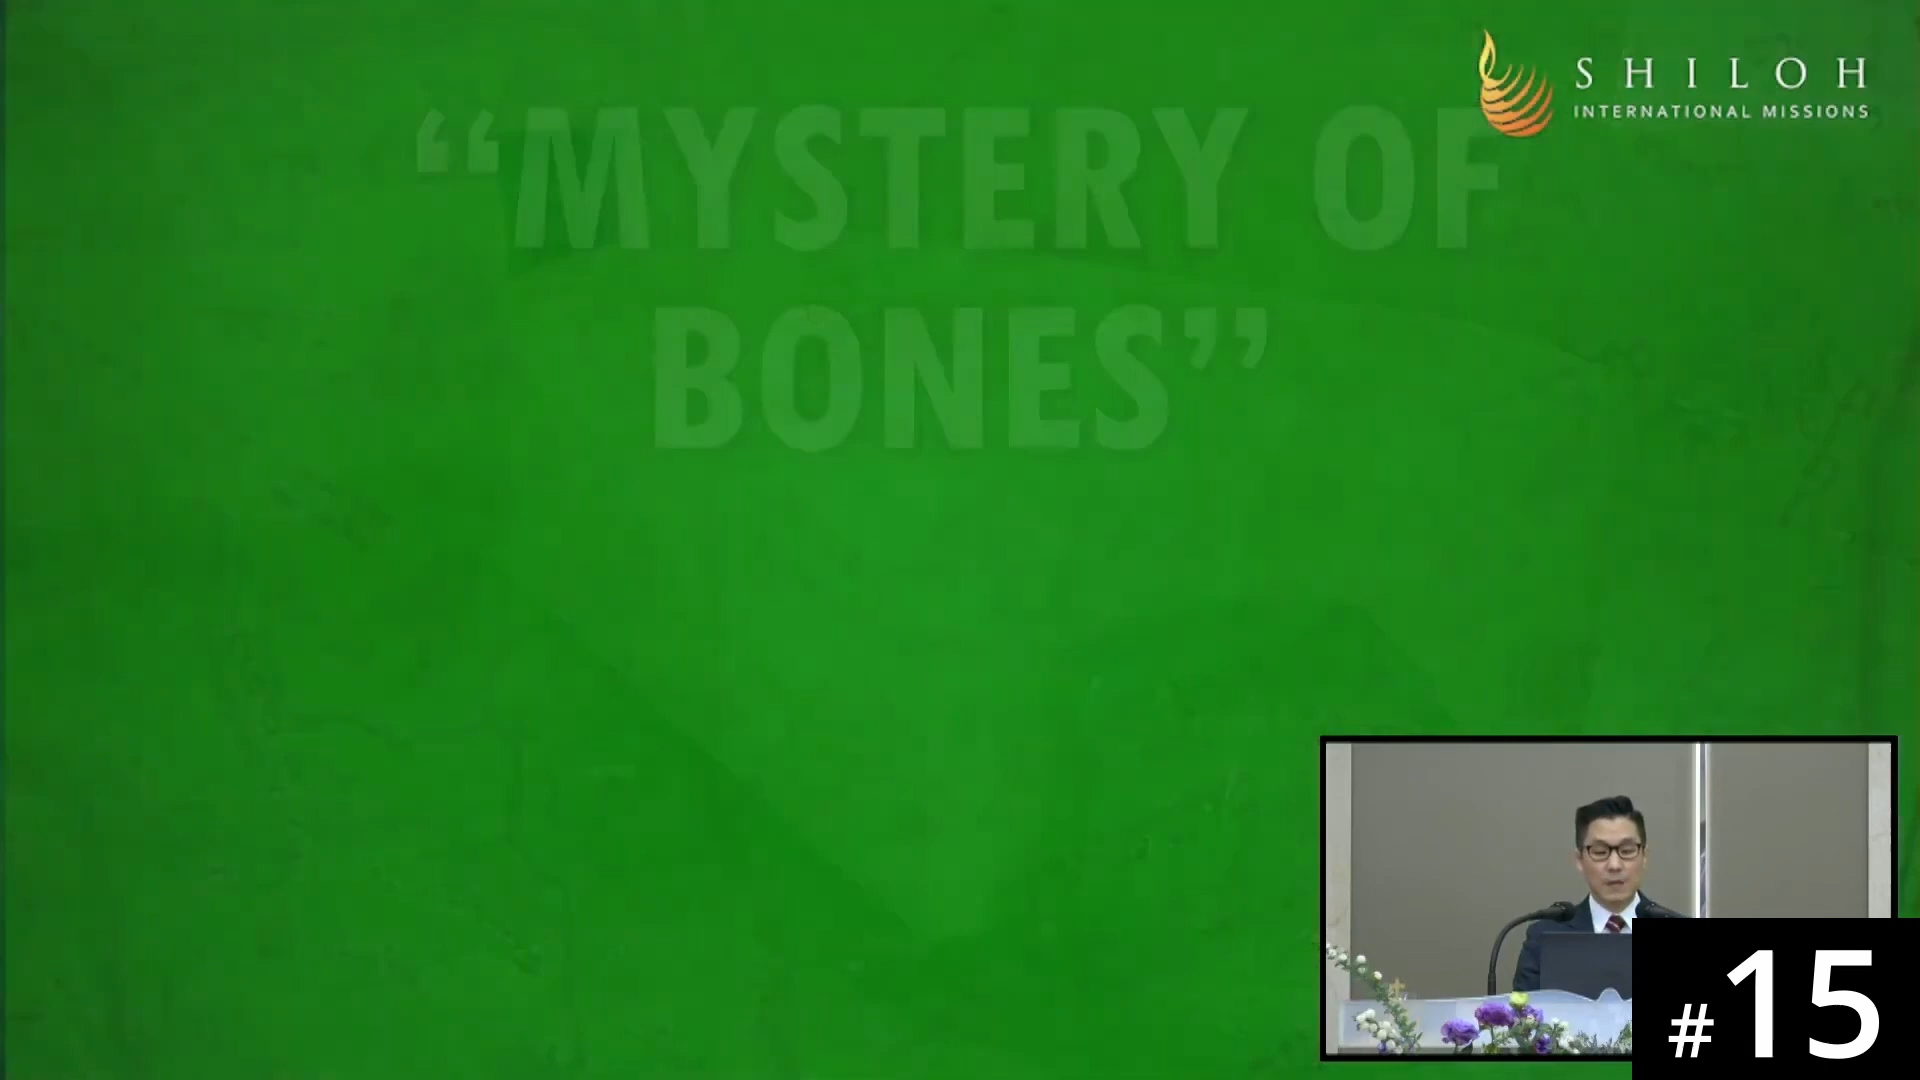 SHILOH
INTERNATIONAL MISSIONS
“MYSTERY OF
BONES”
#15